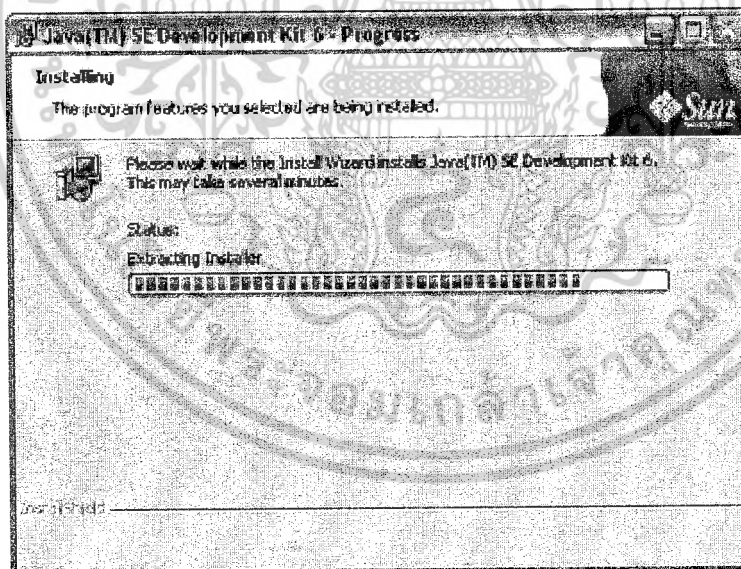 Java(TM) SE Development Kit 6 - Progress
Installing
The program features you selected are being installed.
Sun
Please wait while the Install Wizard installs Java(TM) SE Development Kit 6.
This may take several minutes.
Status:
Extracting Installer
InstallShield